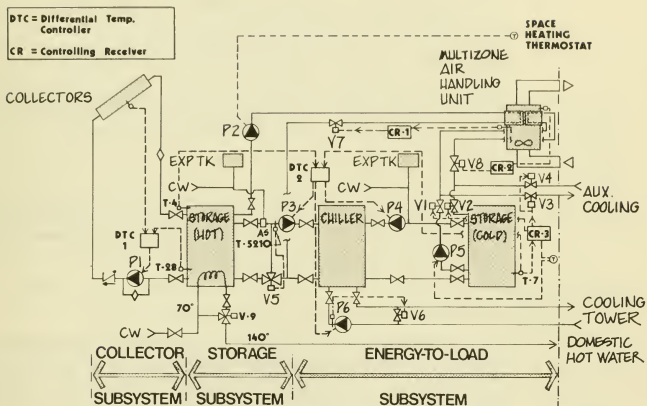 DTC = Differential Temp.
Controller
CR = Controlling Receiver
SPACE
HEATING
THERMOSTAT
T
MULTIZONE
AIR
HANDLING
UNIT
COLLECTORS
P2
V7
CR-1
EXP TK
DTC
2
EXP TK
V8
CR-2
V4
CW
CW
AUX.
COOLING
T-4
STORAGE
(HOT)
A5
P3
CHILLER
P4
V1
V2
STORAGE
(COLD)
V3
T-5210
DTC
1
P1
T-28
P5
CR-3
T
V5
T-7
70°
P6
V6
COOLING
TOWER
CW
V-9
140°
DOMESTIC
HOT WATER
COLLECTOR
STORAGE
ENERGY-TO-LOAD
SUBSYSTEM
SUBSYSTEM
SUBSYSTEM